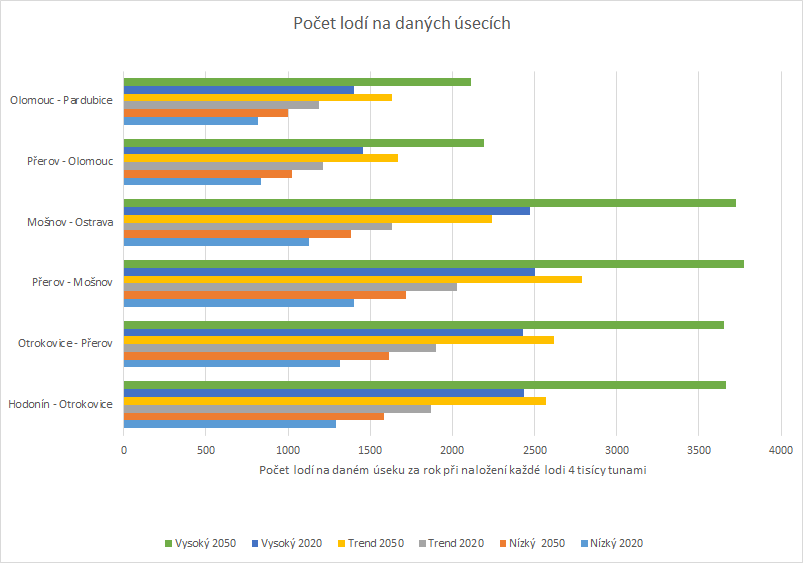 Počet lodí na daných úsecích
Olomouc - Pardubice
Přerov - Olomouc
Mošnov - Ostrava
Přerov - Mošnov
Otrokovice - Přerov
Hodonín - Otrokovice
0 500 1000 1500 2000 2500 3000 3500 4000
Počet lodí na daném úseku za rok při naložení každé lodi 4 tisícy tunami
Vysoký 2050 Vysoký 2020 Trend 2050 Trend 2020 Nízký 2050 Nízký 2020